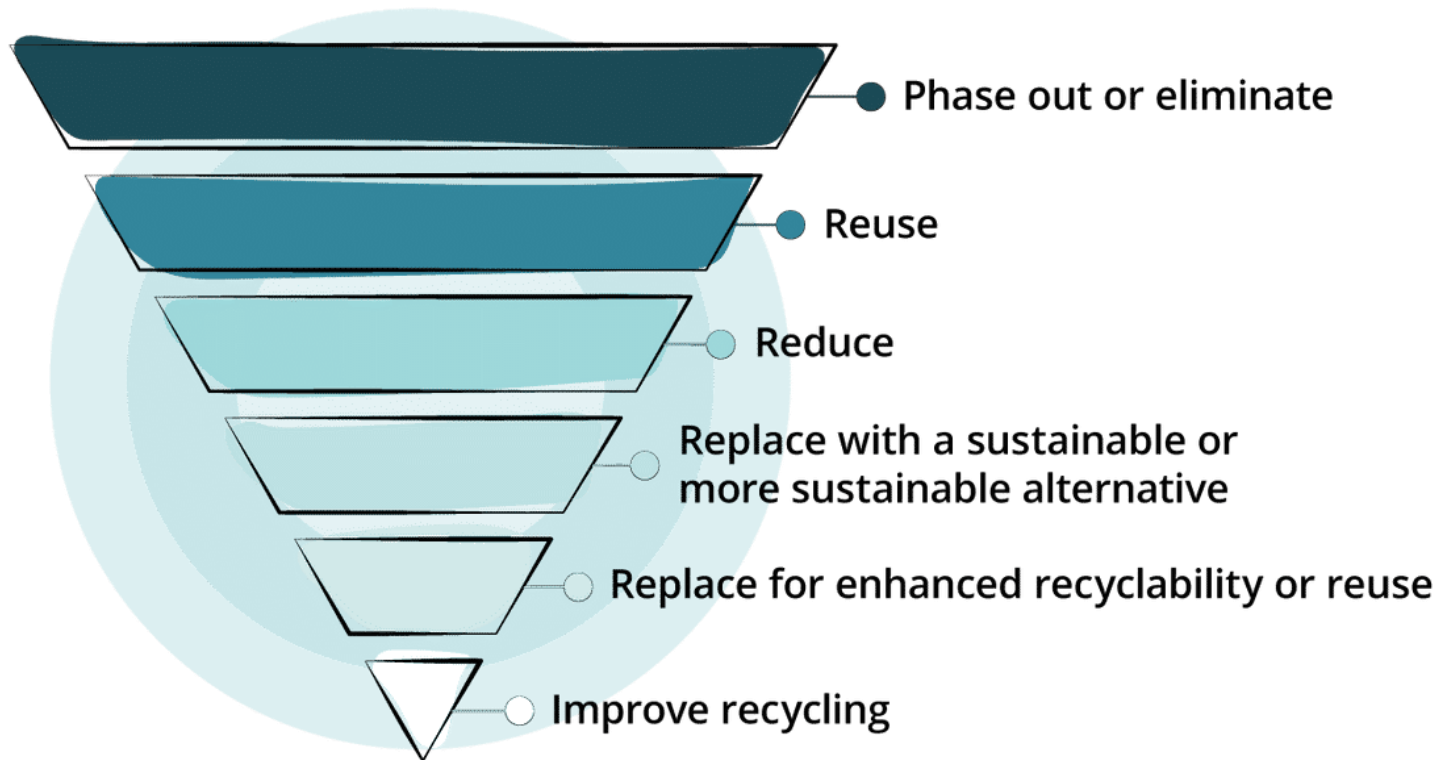 Phase out or eliminate
Reuse
Reduce
Replace with a sustainable or
more sustainable alternative
Replace for enhanced recyclability or reuse
Improve recycling